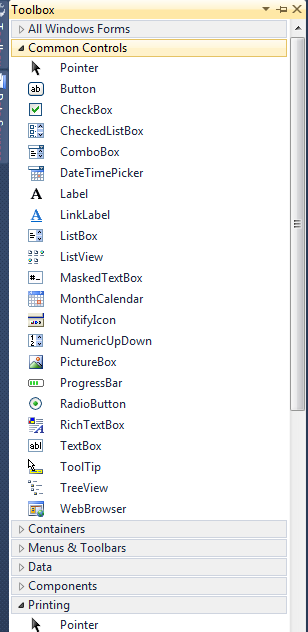 Toolbox
All Windows Forms
Common Controls
Pointer
Button
CheckBox
CheckedListBox
ComboBox
DateTimePicker
Label
LinkLabel
ListBox
ListView
MaskedTextBox
MonthCalendar
NotifyIcon
NumericUpDown
PictureBox
ProgressBar
RadioButton
RichTextBox
TextBox
ToolTip
TreeView
WebBrowser
Containers
Menus & Toolbars
Data
Components
Printing
Pointer